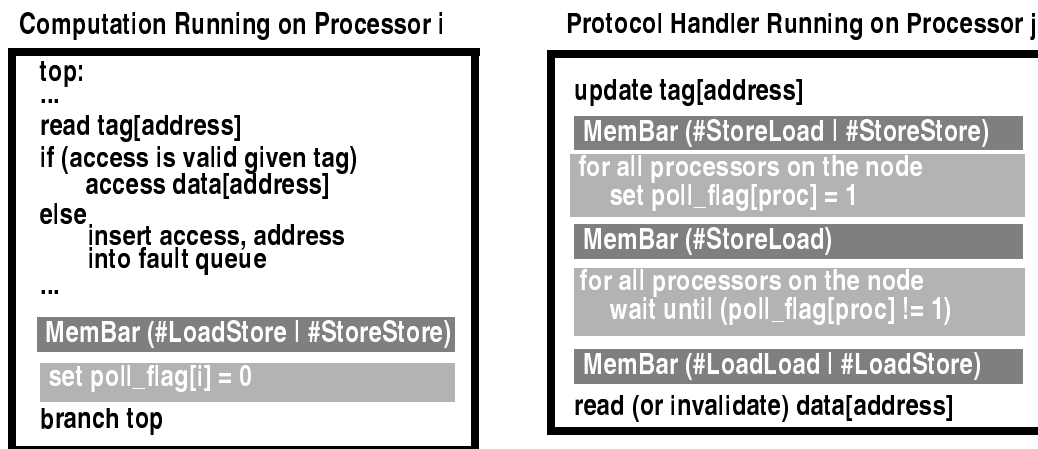 Computation Running on Processor i
top:
...
read tag[address]
if (access is valid given tag)
access data[address]
else
insert access, address
into fault queue
...
MemBar (#LoadStore | #StoreStore)
set poll_flag[i] = 0
branch top
Protocol Handler Running on Processor j
update tag[address]
MemBar (#StoreLoad | #StoreStore)
for all processors on the node
set poll_flag[proc] = 1
MemBar (#StoreLoad)
for all processors on the node
wait until (poll_flag[proc] != 1)
MemBar (#LoadLoad | #LoadStore)
read (or invalidate) data[address]